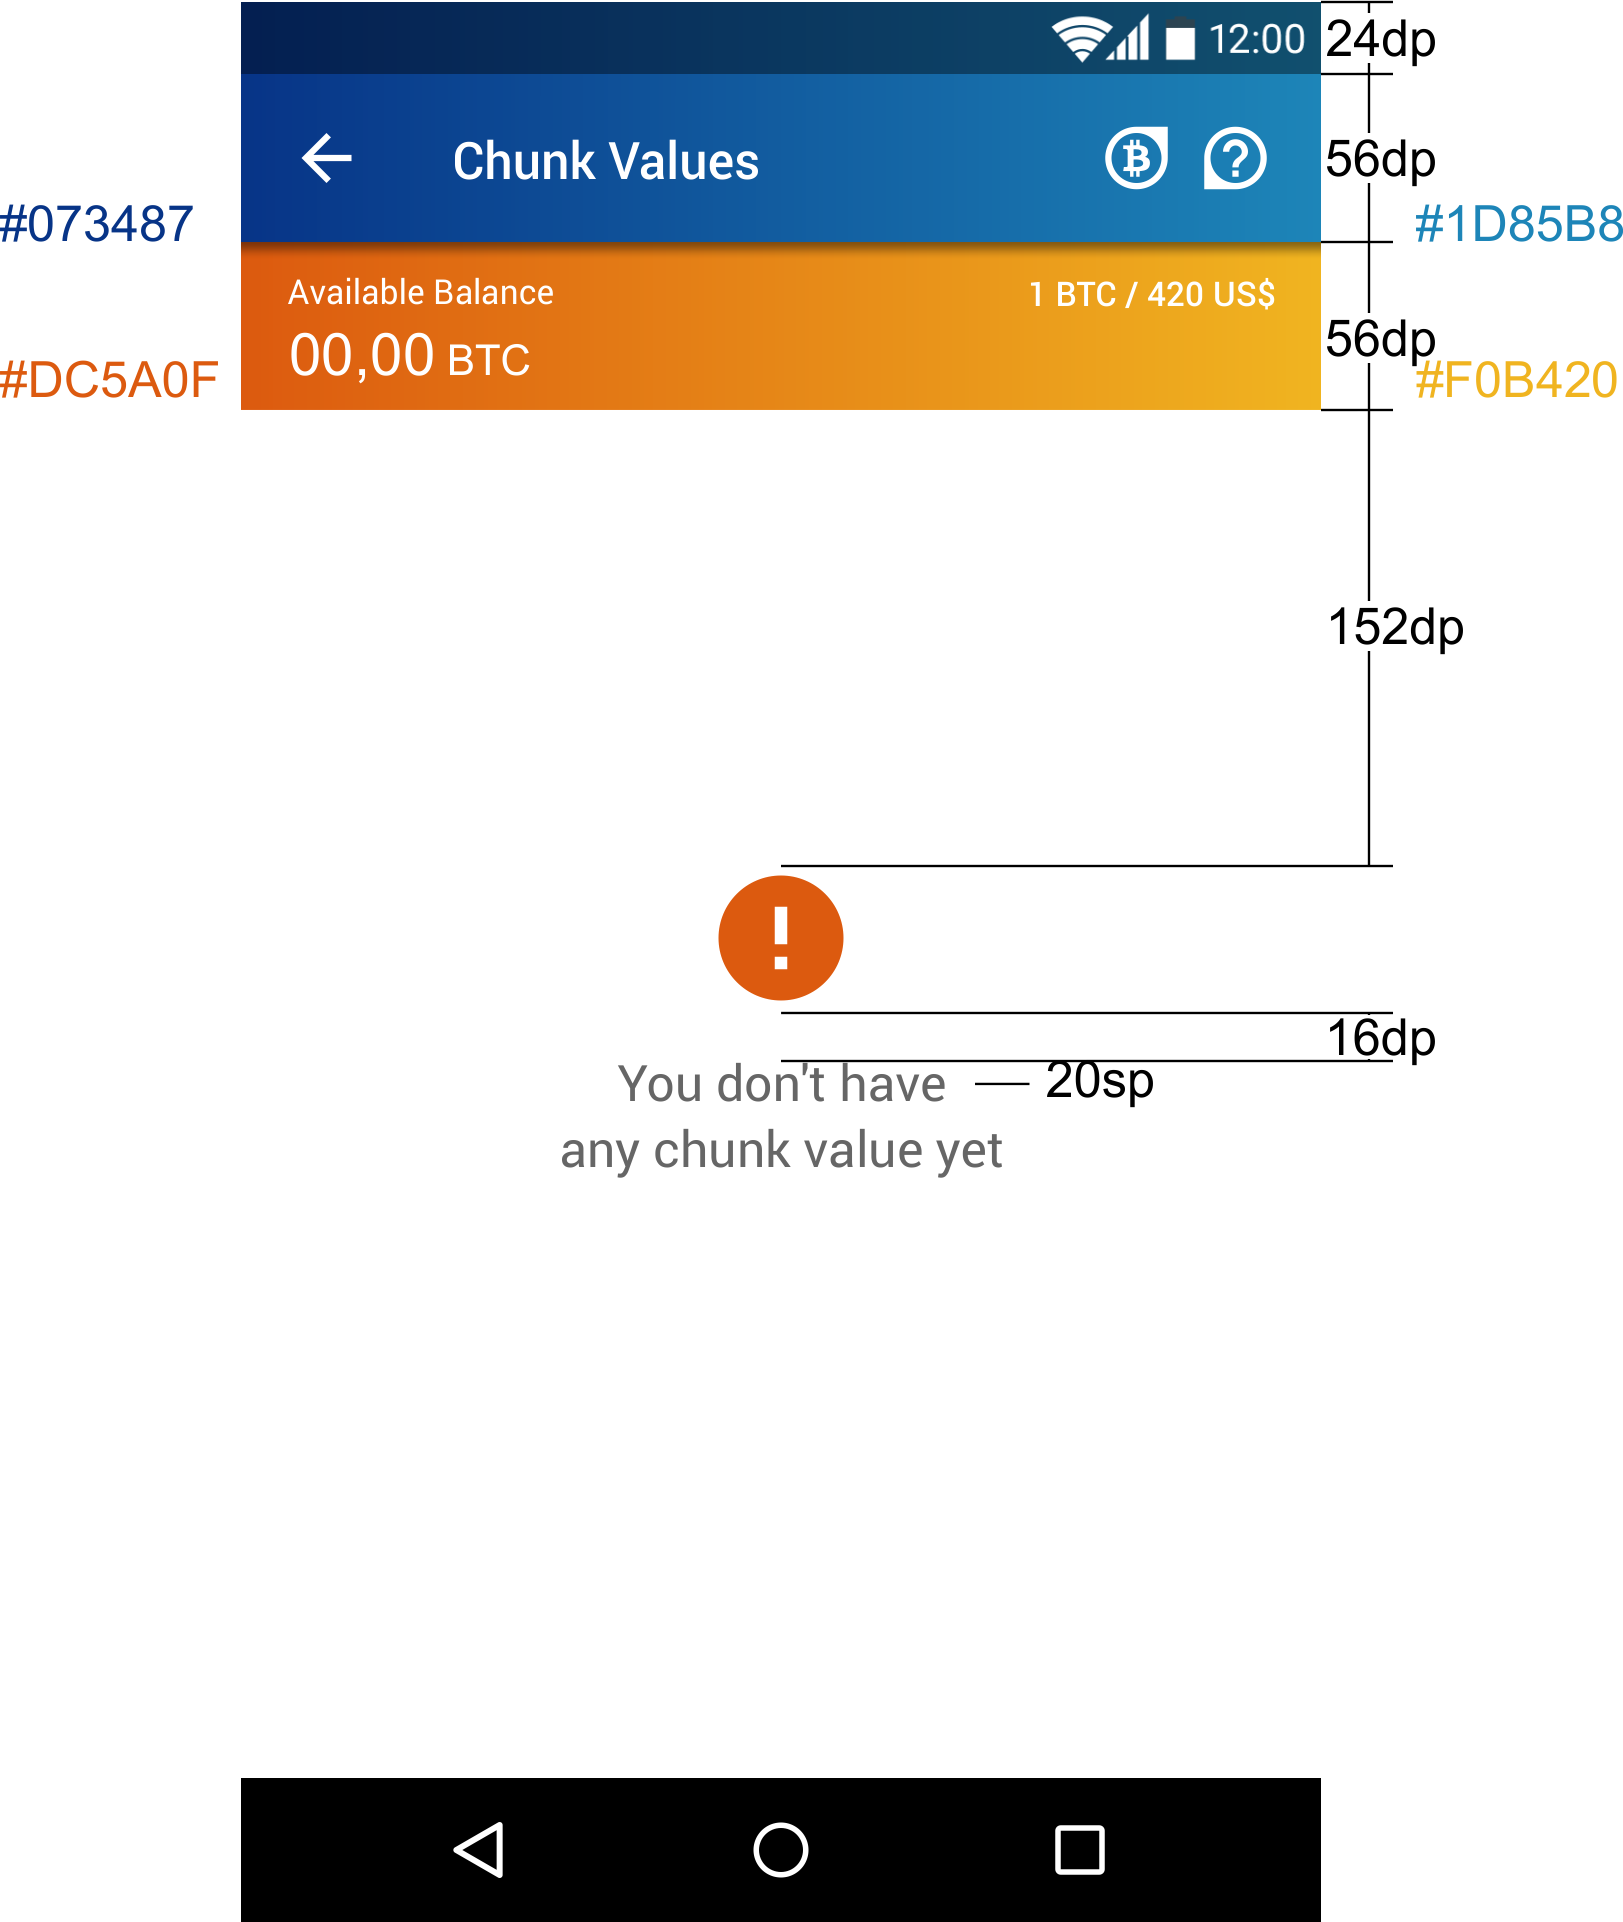 12:00
24dp
Chunk Values
56dp
#073487
#1D85B8
Available Balance
1 BTC / 420 US$
00,00 BTC
56dp
#DC5A0F
#F0B420
152dp
!
16dp
You don't have
20sp
any chunk value yet